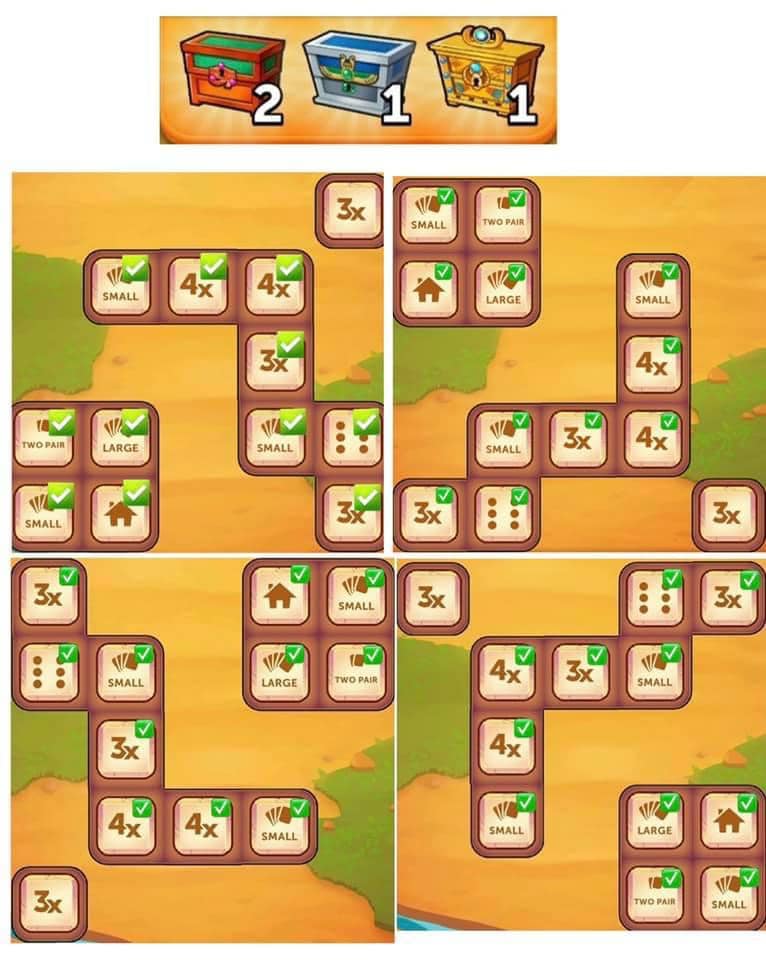 2 1 1
3x
SMALL 4x 4x
3x
TWO PAIR LARGE SMALL
SMALL 3x
SMALL TWO PAIR
LARGE SMALL
4x
SMALL 3x 4x
3x 3x
3x SMALL
SMALL LARGE TWO PAIR
3x
4x 4x SMALL
3x
3x 3x
4x 3x SMALL
4x
SMALL LARGE
TWO PAIR SMALL